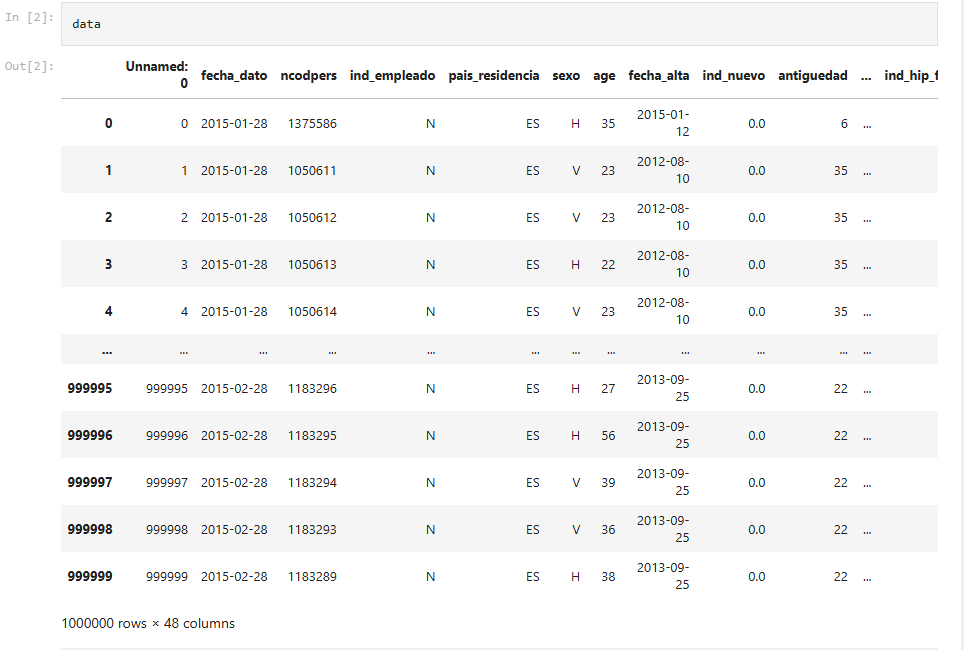 In [2]:
data
Out[2]:
Unnamed: 0 fecha_dato ncodpers ind_empleado pais_residencia sexo age fecha_alta ind_nuevo antiguedad ... ind_hip_f
0 0 2015-01-28 1375586 N ES H 35 2015-01-12 0.0 6 ...
1 1 2015-01-28 1050611 N ES V 23 2012-08-10 0.0 35 ...
2 2 2015-01-28 1050612 N ES V 23 2012-08-10 0.0 35 ...
3 3 2015-01-28 1050613 N ES H 22 2012-08-10 0.0 35 ...
4 4 2015-01-28 1050614 N ES V 23 2012-08-10 0.0 35 ...
... ... ... ... ... ... ... ... ... ... ... ...
999995 999995 2015-02-28 1183296 N ES H 27 2013-09-25 0.0 22 ...
999996 999996 2015-02-28 1183295 N ES H 56 2013-09-25 0.0 22 ...
999997 999997 2015-02-28 1183294 N ES V 39 2013-09-25 0.0 22 ...
999998 999998 2015-02-28 1183293 N ES V 36 2013-09-25 0.0 22 ...
999999 999999 2015-02-28 1183289 N ES H 38 2013-09-25 0.0 22 ...
1000000 rows × 48 columns